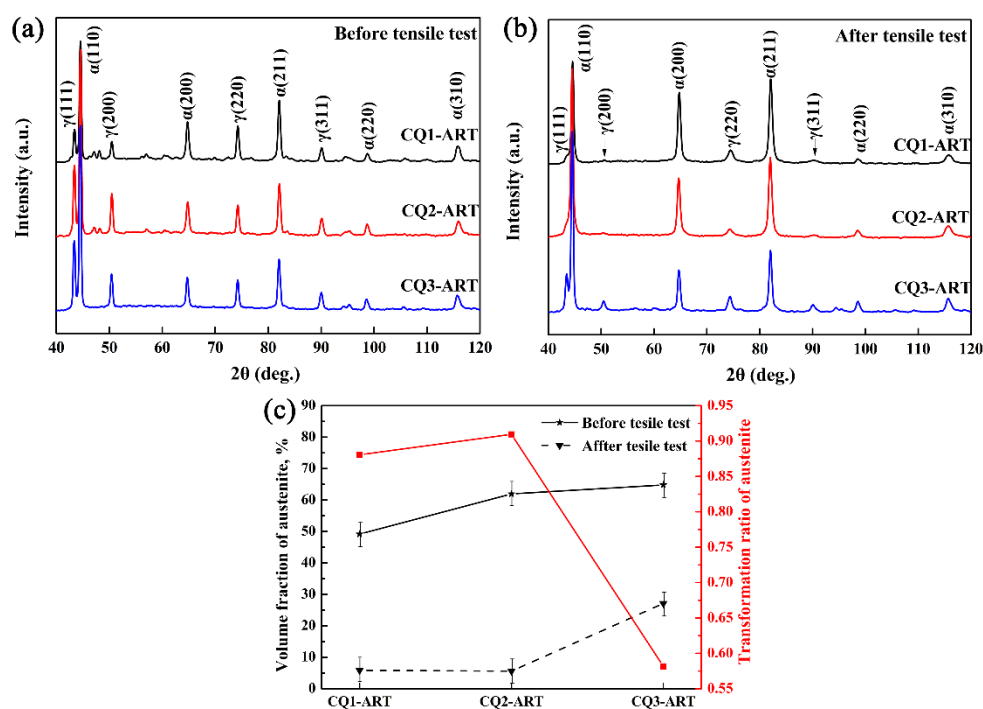 (a)
Before tensile test
γ(111)
α(110)
γ(200)
α(200)
γ(220)
α(211)
γ(311)
α(220)
α(310)
CQ1-ART
CQ2-ART
CQ3-ART
Intensity (a.u.)
40 50 60 70 80 90 100 110 120
2θ (deg.)
(b)
After tensile test
γ(111)
α(110)
γ(200)
α(200)
γ(220)
α(211)
γ(311)
α(220)
α(310)
CQ1-ART
CQ2-ART
CQ3-ART
Intensity (a.u.)
40 50 60 70 80 90 100 110 120
2θ (deg.)
(c)
Before tesile test
Affter tesile test
Volume fraction of austenite, %
90
80
70
60
50
40
30
20
10
0
Transformation ratio of austenite
0.95
0.90
0.85
0.80
0.75
0.70
0.65
0.60
0.55
CQ1-ART CQ2-ART CQ3-ART